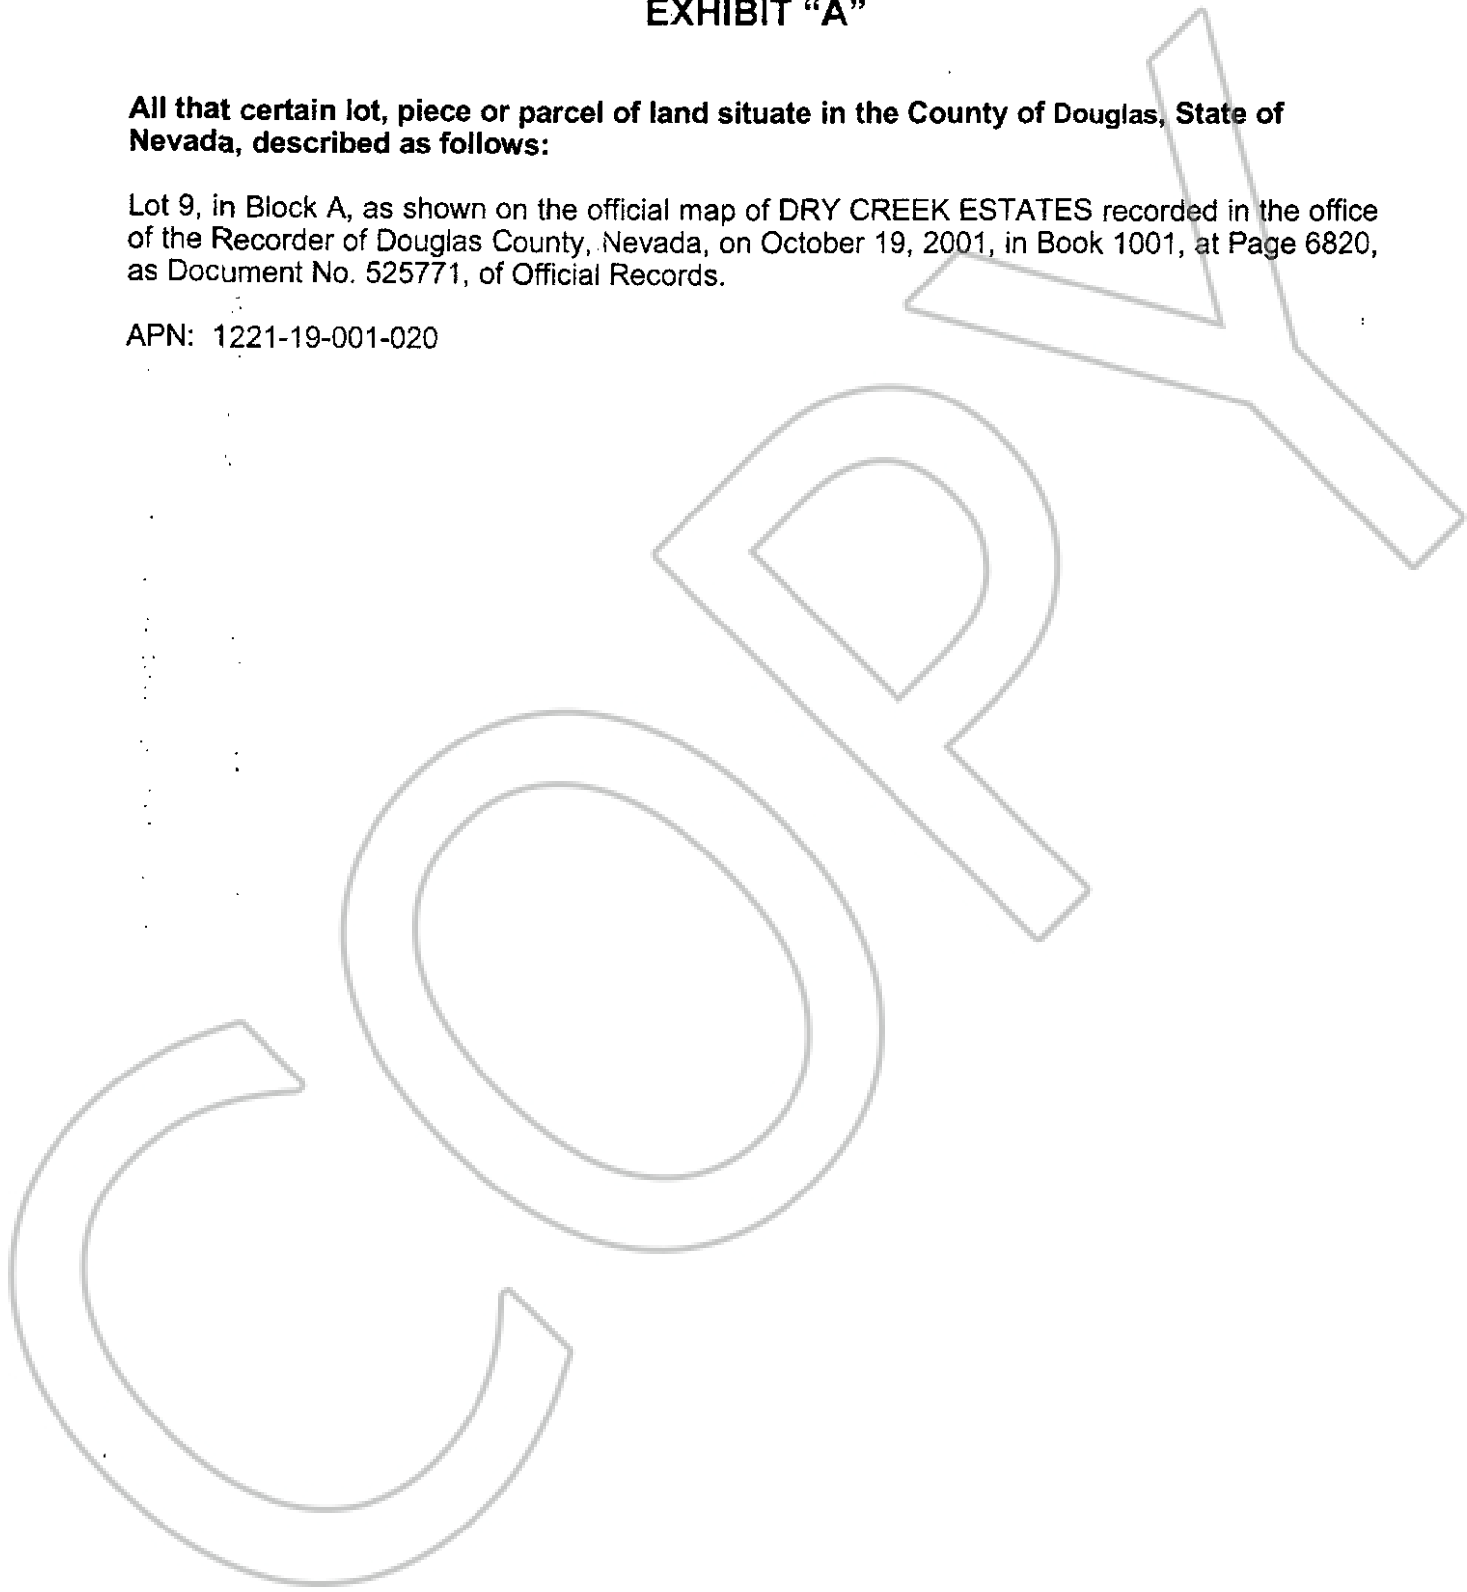 EXHIBIT “A”
All that certain lot, piece or parcel of land situate in the County of Douglas, State of
Nevada, described as follows:
Lot 9, in Block A, as shown on the official map of DRY CREEK ESTATES recorded in the office
of the Recorder of Douglas County, Nevada, on October 19, 2001, in Book 1001, at Page 6820,
as Document No. 525771, of Official Records.
APN: 1221-19-001-020
COPY